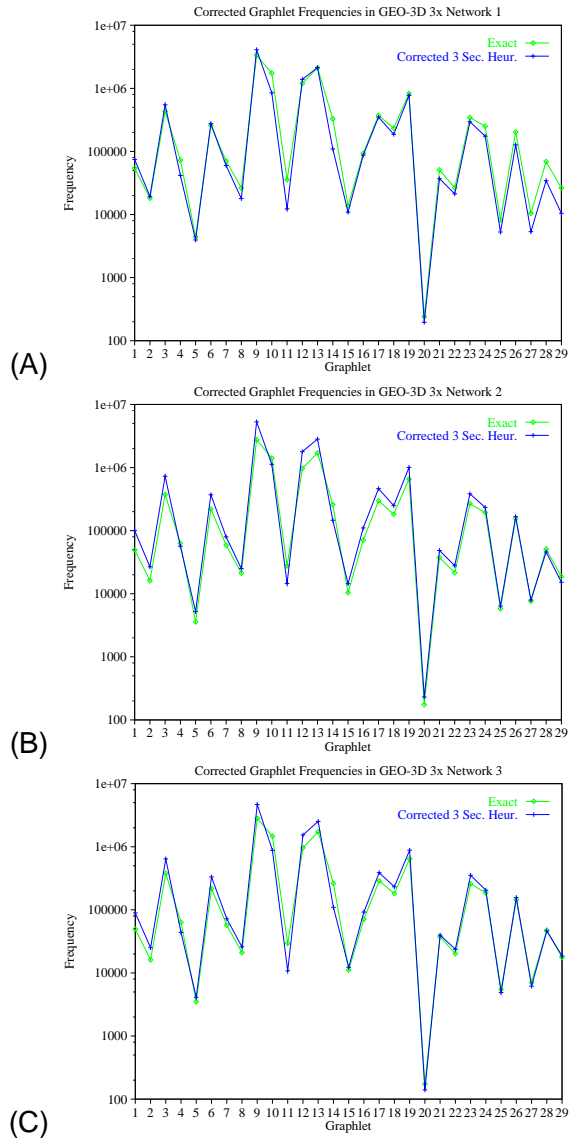 Corrected Graphlet Frequencies in GEO-3D 3x Network 1
1e+07
Exact
Corrected 3 Sec. Heur.
1e+06
100000
10000
1000
100
Frequency
1 2 3 4 5 6 7 8 9 10 11 12 13 14 15 16 17 18 19 20 21 22 23 24 25 26 27 28 29
Graphlet
(A)
Corrected Graphlet Frequencies in GEO-3D 3x Network 2
1e+07
Exact
Corrected 3 Sec. Heur.
1e+06
100000
10000
1000
100
Frequency
1 2 3 4 5 6 7 8 9 10 11 12 13 14 15 16 17 18 19 20 21 22 23 24 25 26 27 28 29
Graphlet
(B)
Corrected Graphlet Frequencies in GEO-3D 3x Network 3
1e+07
Exact
Corrected 3 Sec. Heur.
1e+06
100000
10000
1000
100
Frequency
1 2 3 4 5 6 7 8 9 10 11 12 13 14 15 16 17 18 19 20 21 22 23 24 25 26 27 28 29
Graphlet
(C)